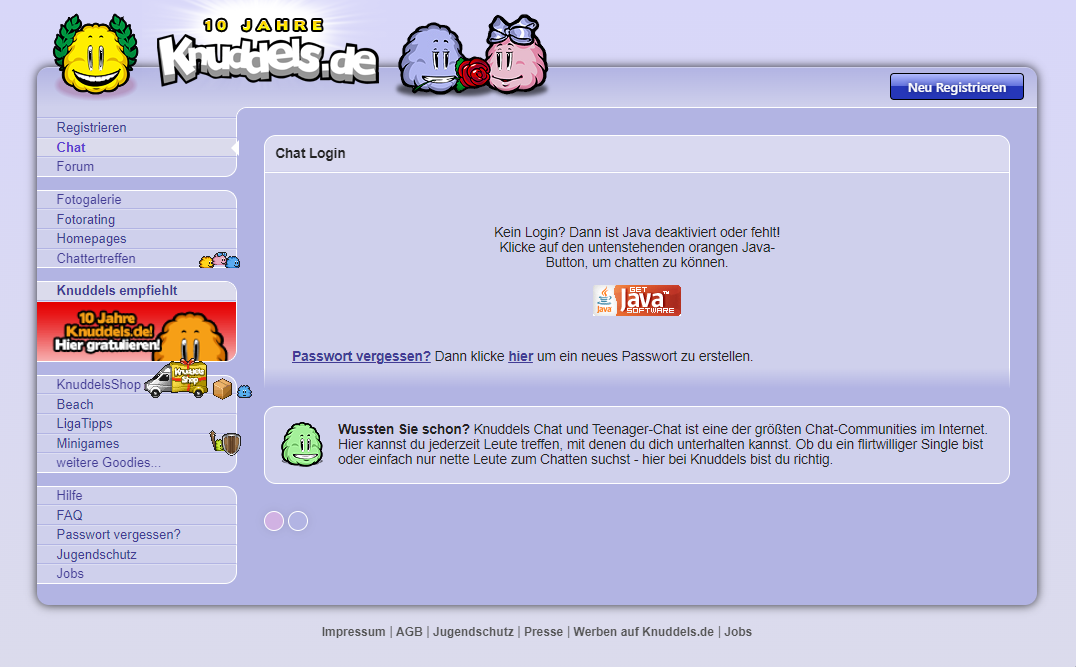 10 JAHRE
Knuddels.de
Neu Registrieren
Registrieren
Chat
Forum
Fotogalerie
Fotorating
Homepages
Chattertreffen
Knuddels empfiehlt
10 Jahre
Knuddels.de!
Hier gratulieren!
KnuddelsShop
Knuddels
Shop
Beach
LigaTipps
Minigames
weitere Goodies...
Hilfe
FAQ
Passwort vergessen?
Jugendschutz
Jobs
Chat Login
Kein Login? Dann ist Java deaktiviert oder fehlt!
Klicke auf den untenstehenden orangen Java-
Button, um chatten zu können.
Java
GET
Java™
SOFTWARE
Passwort vergessen? Dann klicke hier um ein neues Passwort zu erstellen.
Wussten Sie schon? Knuddels Chat und Teenager-Chat ist eine der größten Chat-Communities im Internet.
Hier kannst du jederzeit Leute treffen, mit denen du dich unterhalten kannst. Ob du ein flirtwilliger Single bist
oder einfach nur nette Leute zum Chatten suchst - hier bei Knuddels bist du richtig.
Impressum | AGB | Jugendschutz | Presse | Werben auf Knuddels.de | Jobs